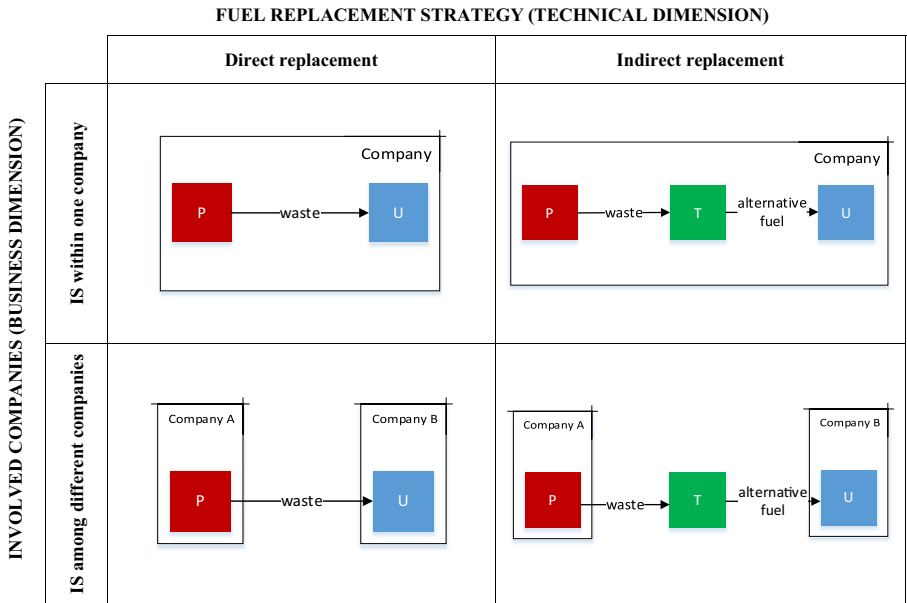 FUEL REPLACEMENT STRATEGY (TECHNICAL DIMENSION)
Direct replacement
Indirect replacement
INVOLVED COMPANIES (BUSINESS DIMENSION)
IS within one company
Company
P
waste
U
Company
P
waste
T
alternative
fuel
U
IS among different companies
Company A
P
waste
Company B
U
Company A
P
waste
T
alternative
fuel
Company B
U